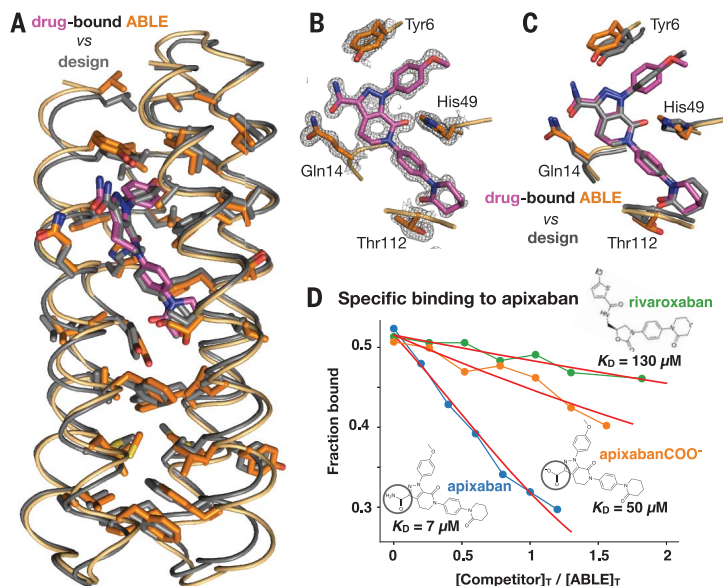 A
drug-bound ABLE
vs
design
B
Tyr6
His49
Gln14
Thr112
C
Tyr6
His49
Gln14
drug-bound ABLE
vs
design
Thr112
D Specific binding to apixaban
rivaroxaban
KD = 130 µM
apixabanCOO-
KD = 50 µM
apixaban
KD = 7 µM
Fraction bound
0.5
0.4
0.3
0 0.5 1 1.5 2
[Competitor]T / [ABLE]T